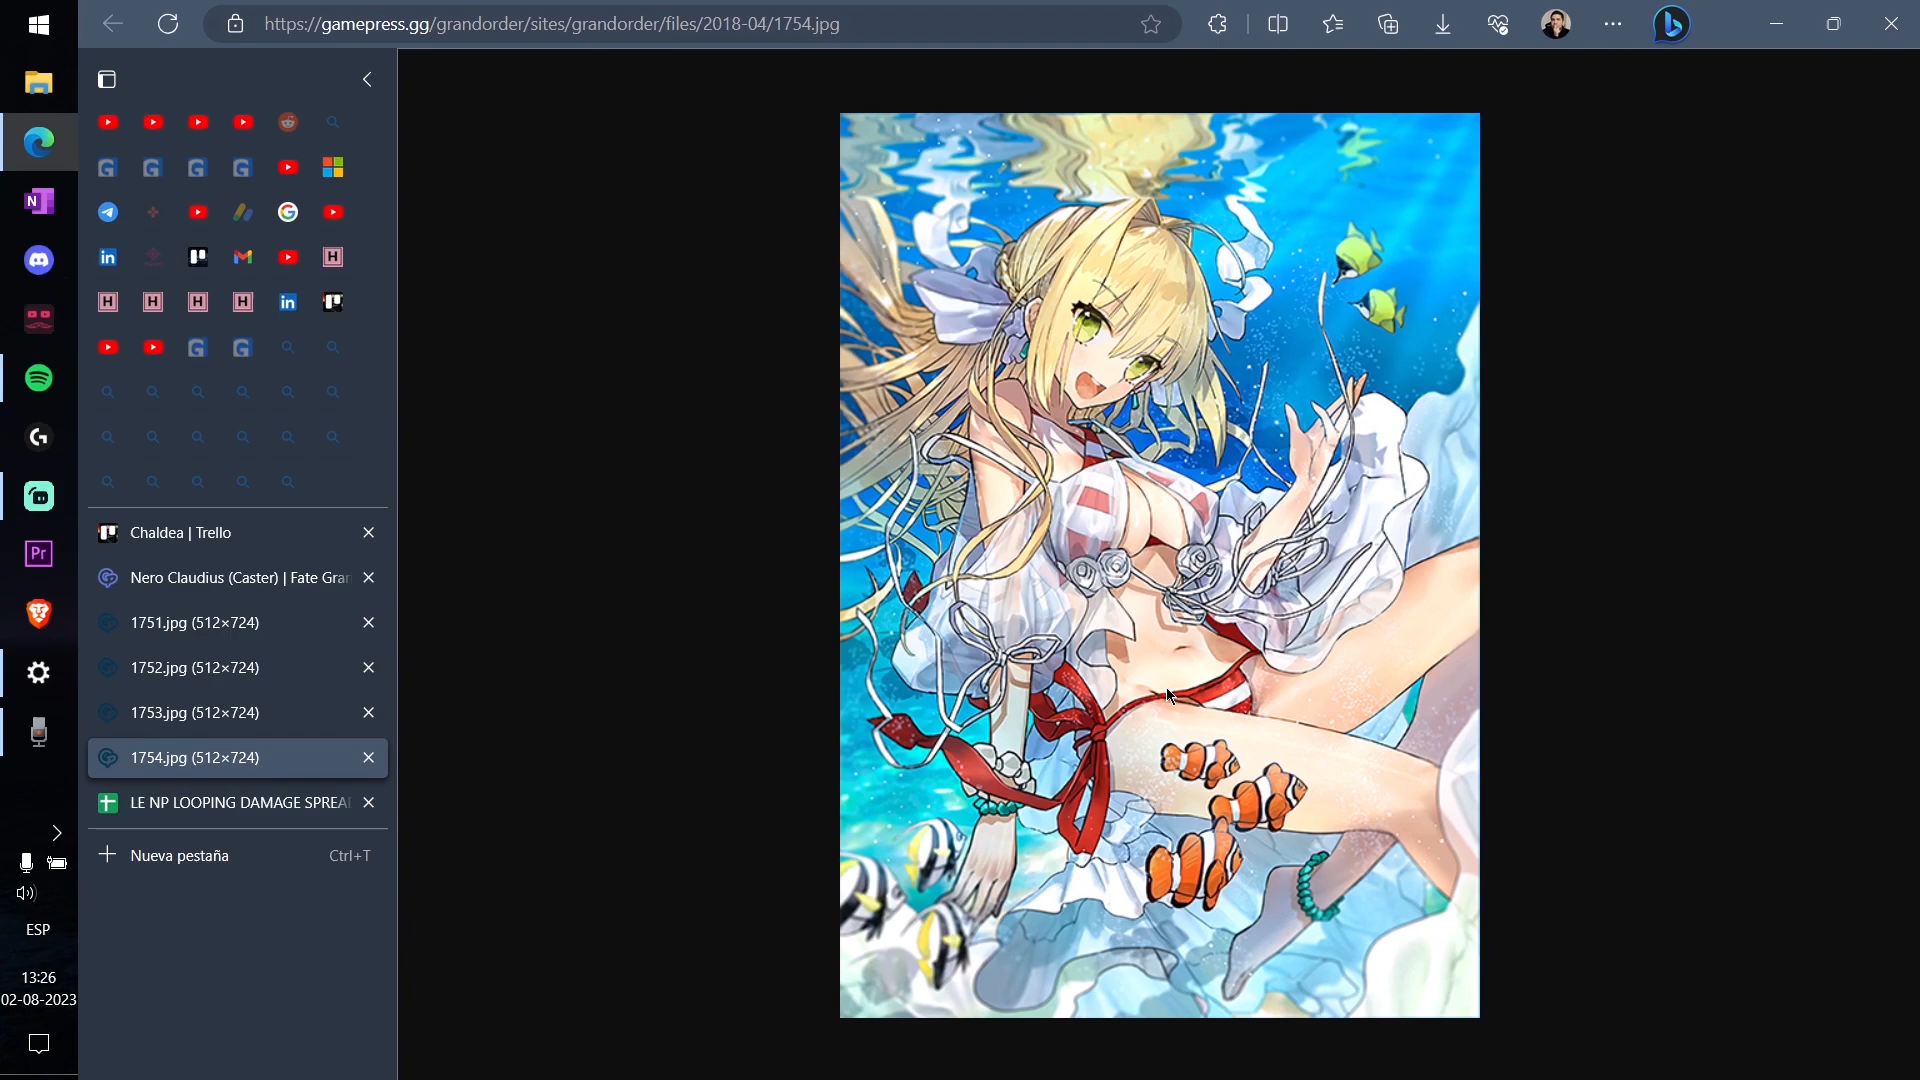 https://gamepress.gg/grandorder/sites/grandorder/files/2018-04/1754.jpg
Chaldea | Trello
Nero Claudius (Caster) | Fate Gran
1751.jpg (512×724)
1752.jpg (512×724)
1753.jpg (512×724)
1754.jpg (512×724)
LE NP LOOPING DAMAGE SPREA
Nueva pestaña Ctrl+T
ESP
13:26
02-08-2023